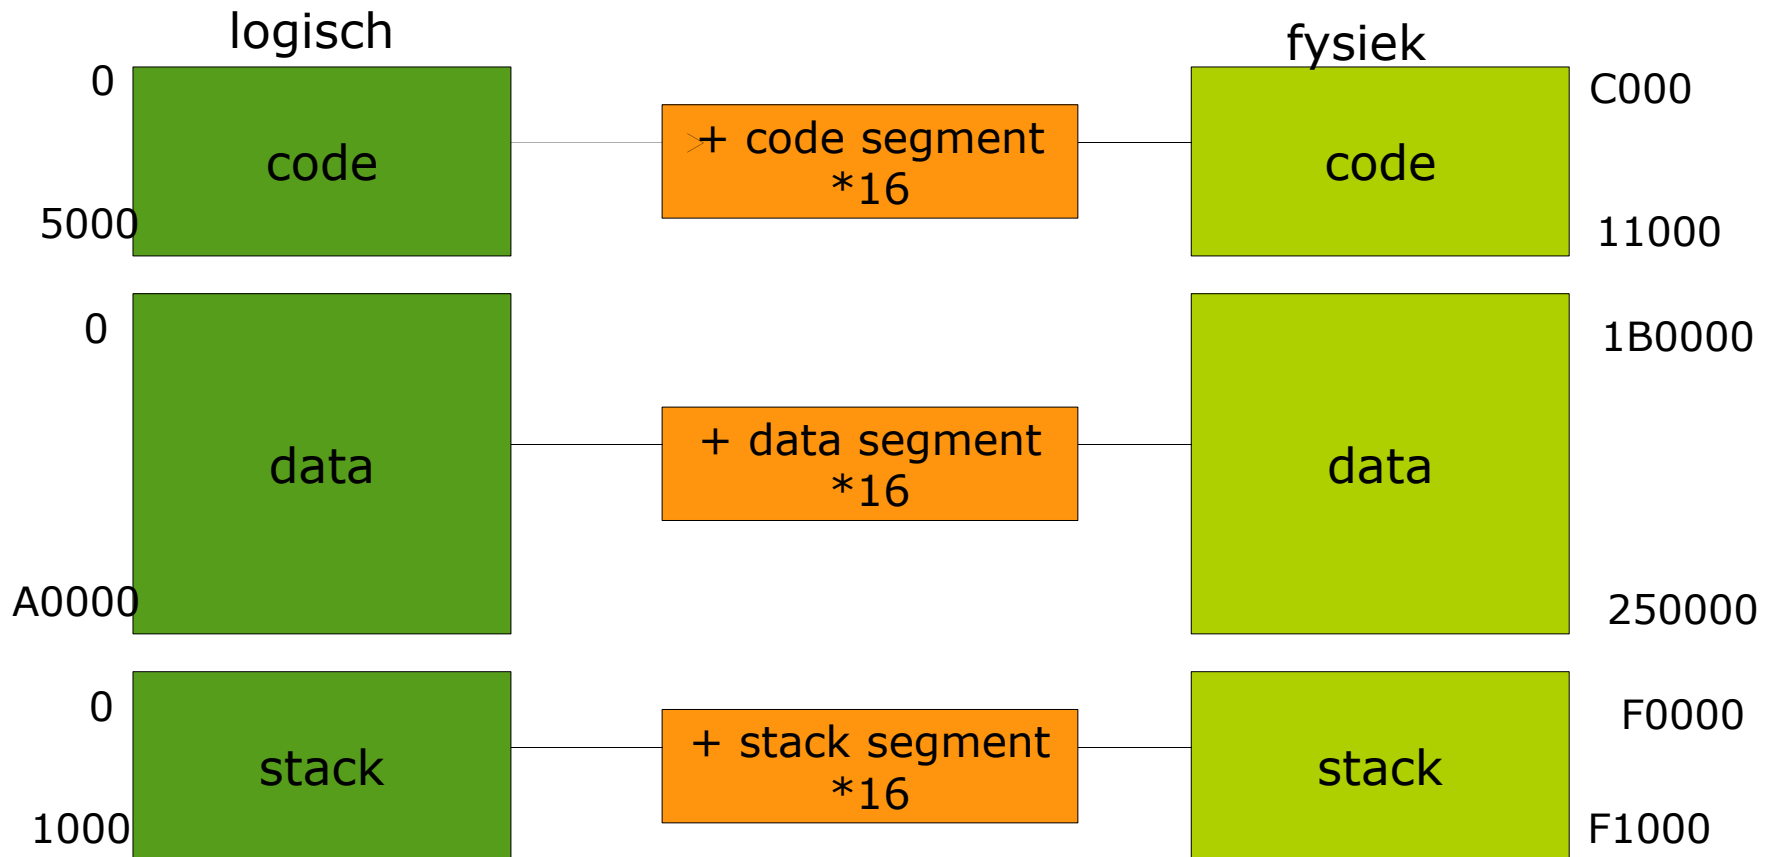 logisch
fysiek
0
code
5000
+ code segment
*16
C000
code
11000
0
data
A0000
+ data segment
*16
1B0000
data
250000
0
stack
1000
+ stack segment
*16
F0000
stack
F1000